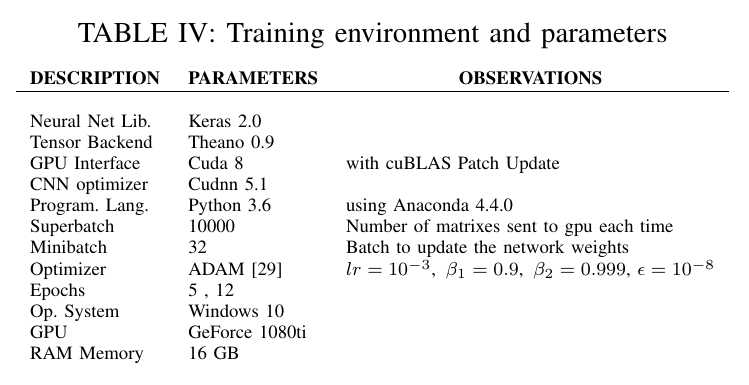 TABLE IV: Training environment and parameters
DESCRIPTION PARAMETERS OBSERVATIONS
Neural Net Lib. Keras 2.0
Tensor Backend Theano 0.9
GPU Interface Cuda 8 with cuBLAS Patch Update
CNN optimizer Cudnn 5.1
Program. Lang. Python 3.6 using Anaconda 4.4.0
Superbatch 10000 Number of matrixes sent to gpu each time
Minibatch 32 Batch to update the network weights
Optimizer ADAM [29] lr = 10⁻³, β₁ = 0.9, β₂ = 0.999, ϵ = 10⁻⁸
Epochs 5 , 12
Op. System Windows 10
GPU GeForce 1080ti
RAM Memory 16 GB